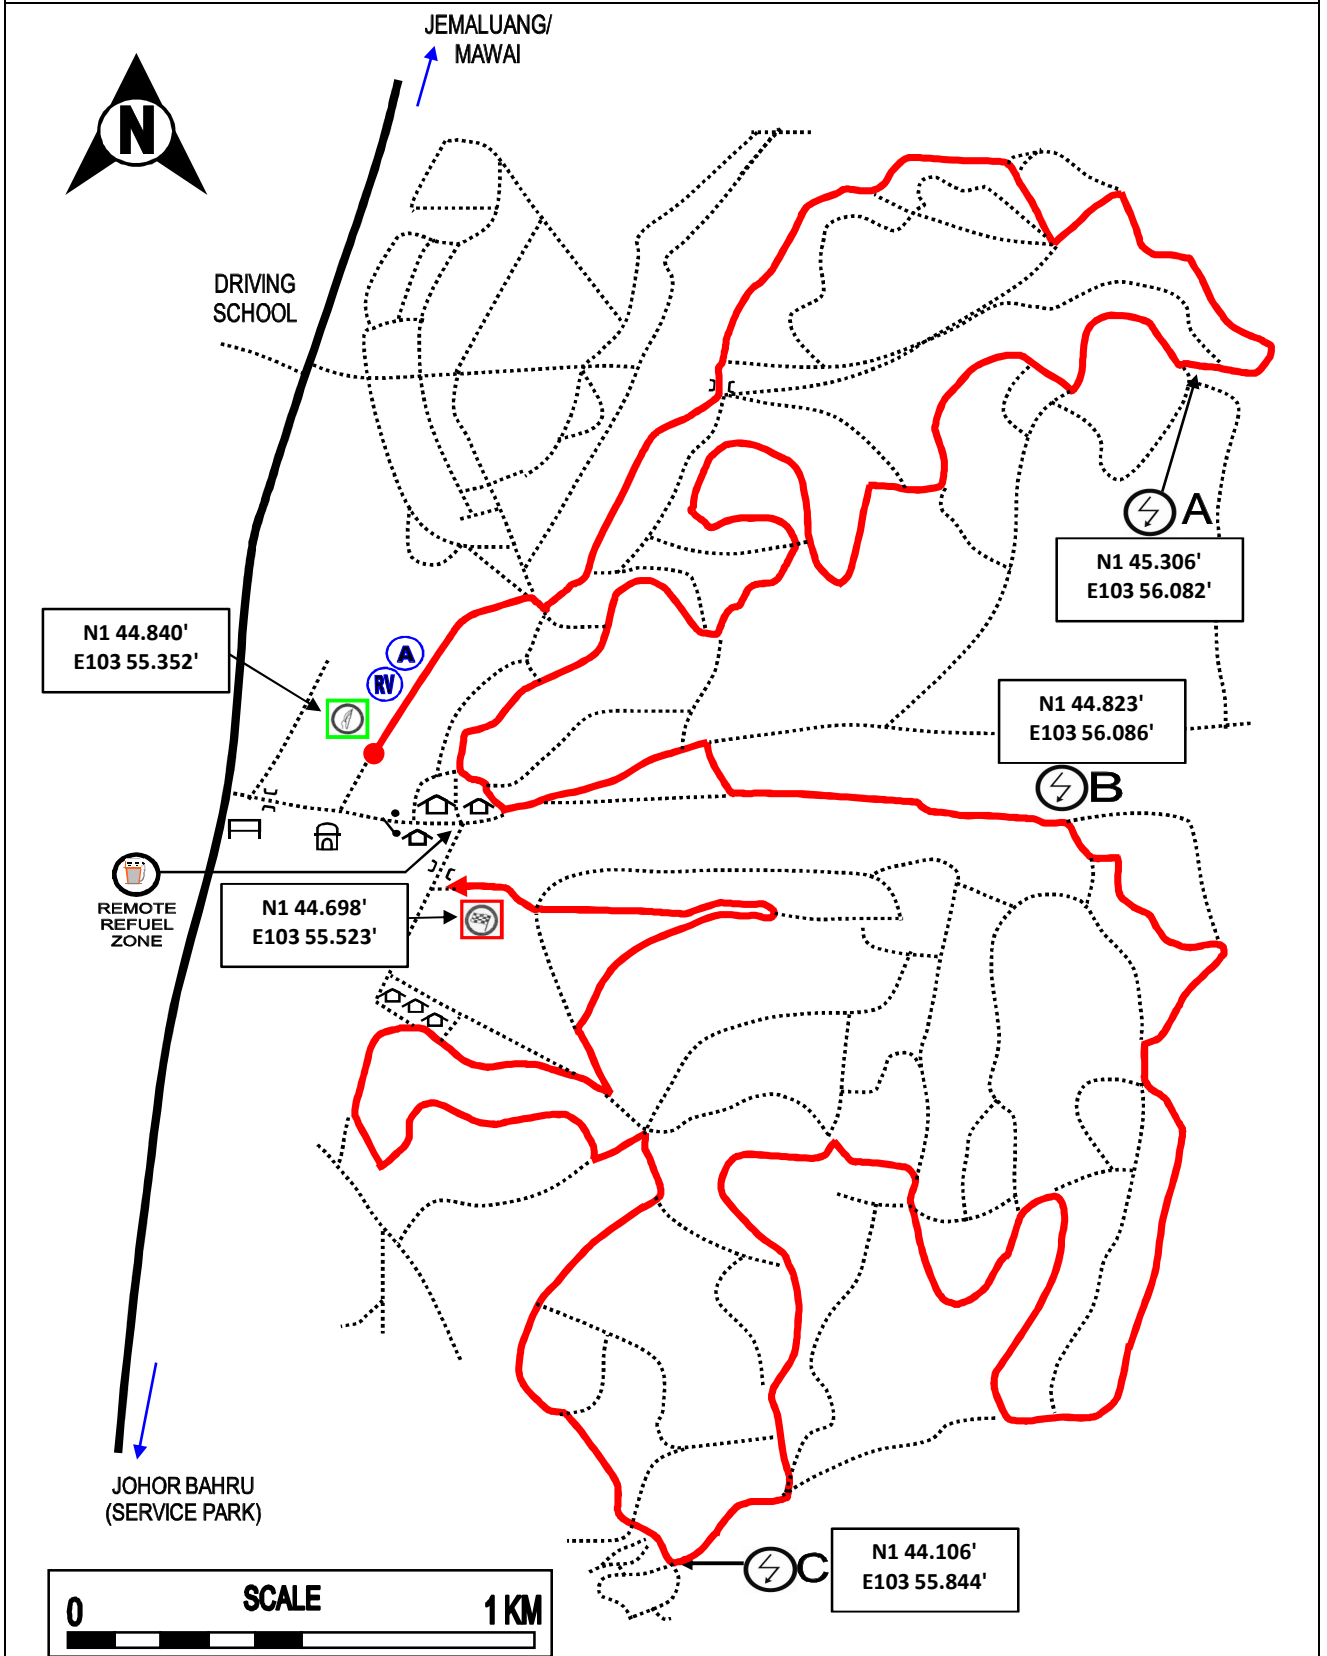 JEMALUANG/
MAWAI
N
DRIVING
SCHOOL
A
N1 45.306'
E103 56.082'
N1 44.840'
E103 55.352'
A
RV
N1 44.823'
E103 56.086'
B
REMOTE
REFUEL
ZONE
N1 44.698'
E103 55.523'
JOHOR BAHRU
(SERVICE PARK)
C
N1 44.106'
E103 55.844'
SCALE
0 1 KM